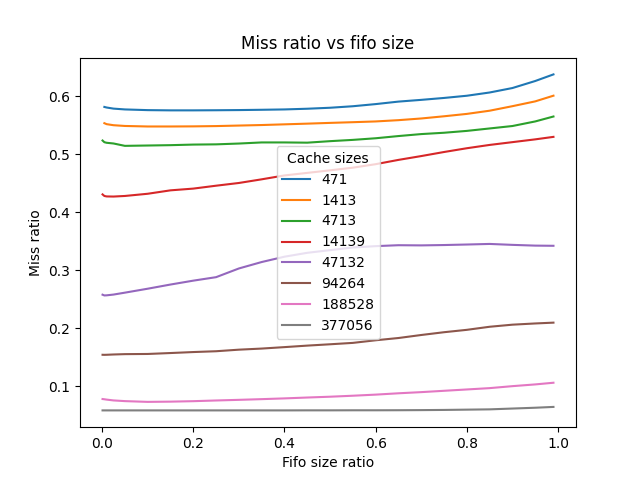 Miss ratio vs fifo size
0.6
0.5
0.4
0.3
0.2
0.1
Miss ratio
Cache sizes
471
1413
4713
14139
47132
94264
188528
377056
0.0 0.2 0.4 0.6 0.8 1.0
Fifo size ratio